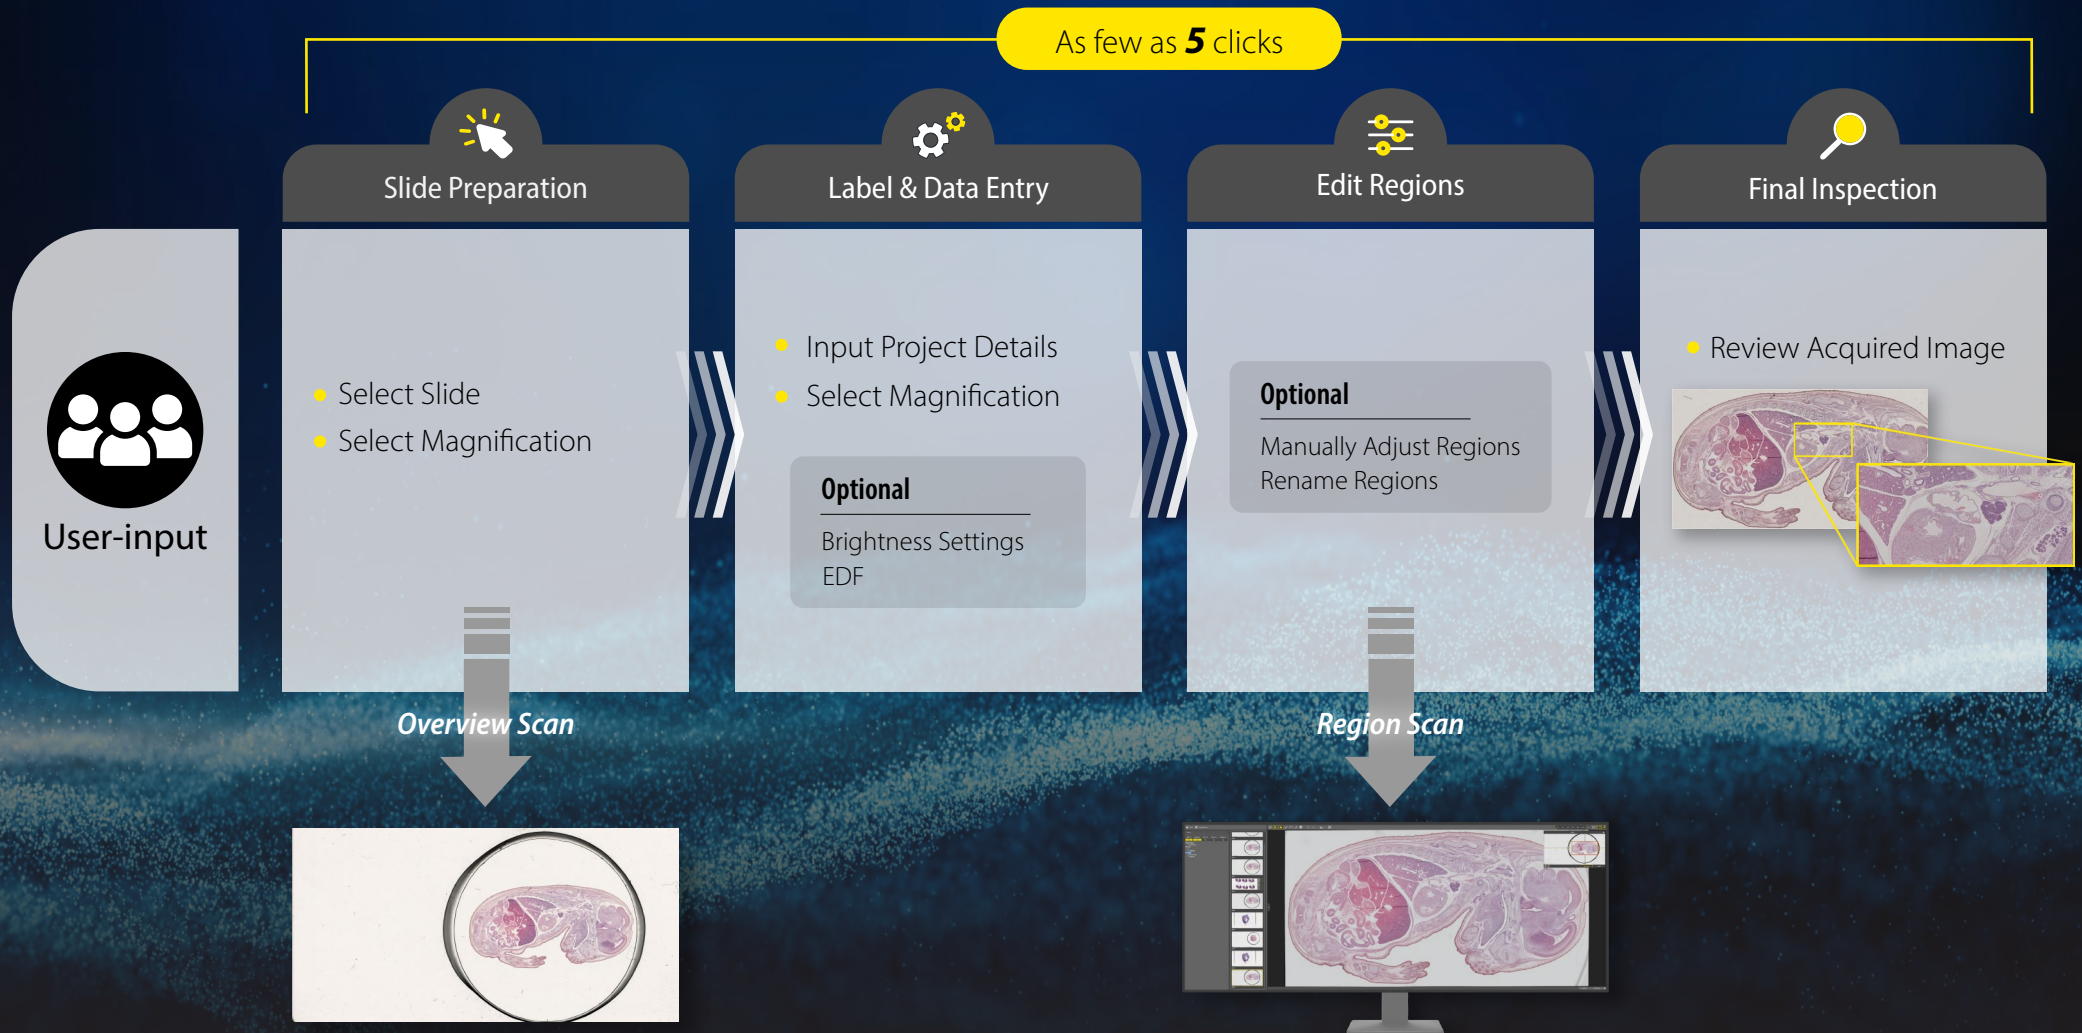 As few as 5 clicks
Slide Preparation
Label & Data Entry
Edit Regions
Final Inspection
User-input
Select Slide
Select Magnification
Input Project Details
Select Magnification
Optional
Brightness Settings
EDF
Optional
Manually Adjust Regions
Rename Regions
Review Acquired Image
Overview Scan
Region Scan